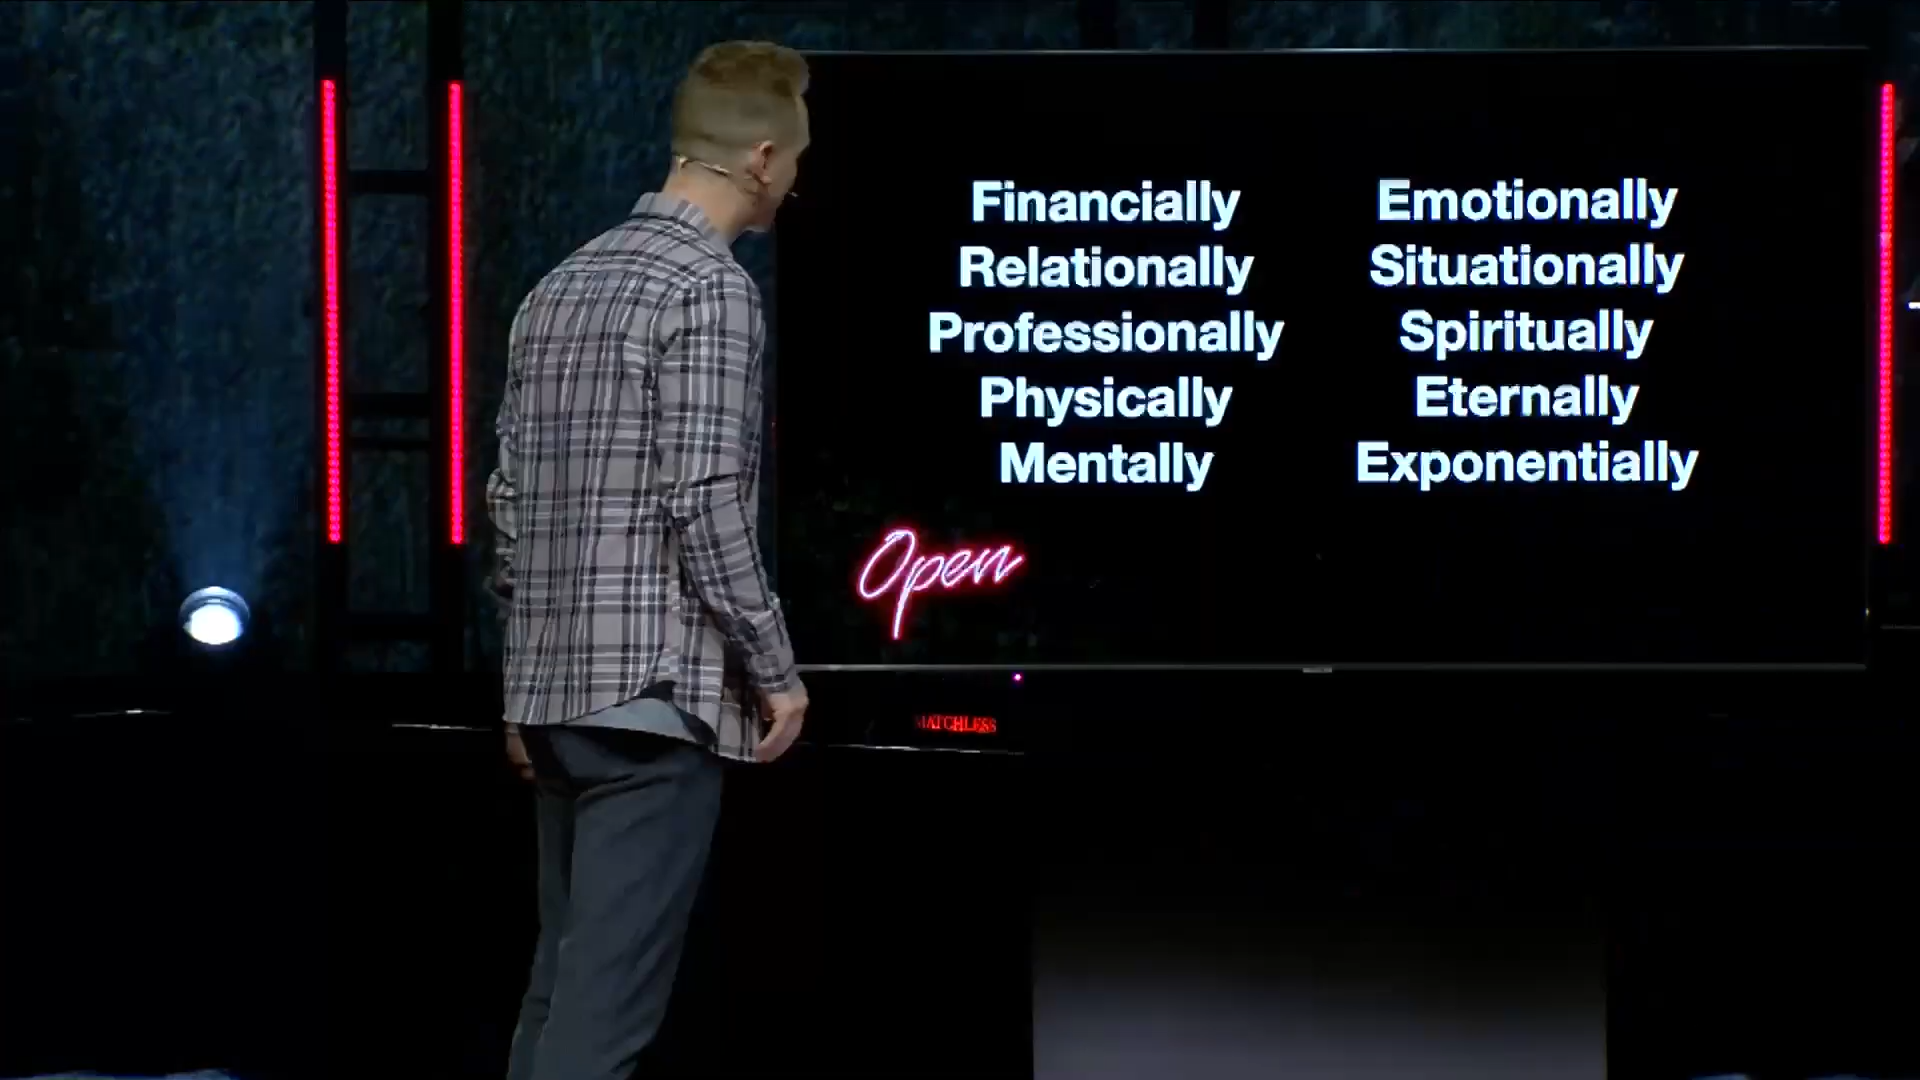 Financially
Relationally
Professionally
Physically
Mentally
Emotionally
Situationally
Spiritually
Eternally
Exponentially
Open
MATCHLESS